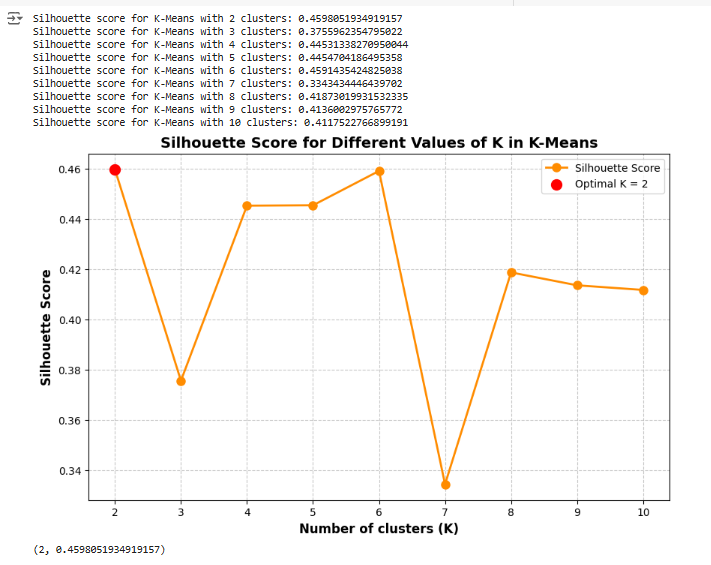 Silhouette score for K-Means with 2 clusters: 0.4598051934919157
Silhouette score for K-Means with 3 clusters: 0.3755962354795022
Silhouette score for K-Means with 4 clusters: 0.44531338270950044
Silhouette score for K-Means with 5 clusters: 0.4454704186495358
Silhouette score for K-Means with 6 clusters: 0.4591435424825038
Silhouette score for K-Means with 7 clusters: 0.3343434446439702
Silhouette score for K-Means with 8 clusters: 0.41873019931532335
Silhouette score for K-Means with 9 clusters: 0.4136002975765772
Silhouette score for K-Means with 10 clusters: 0.4117522766899191
Silhouette Score for Different Values of K in K-Means
Silhouette Score
Optimal K = 2
0.46
0.44
0.42
0.40
0.38
0.36
0.34
Silhouette Score
2 3 4 5 6 7 8 9 10
Number of clusters (K)
(2, 0.4598051934919157)